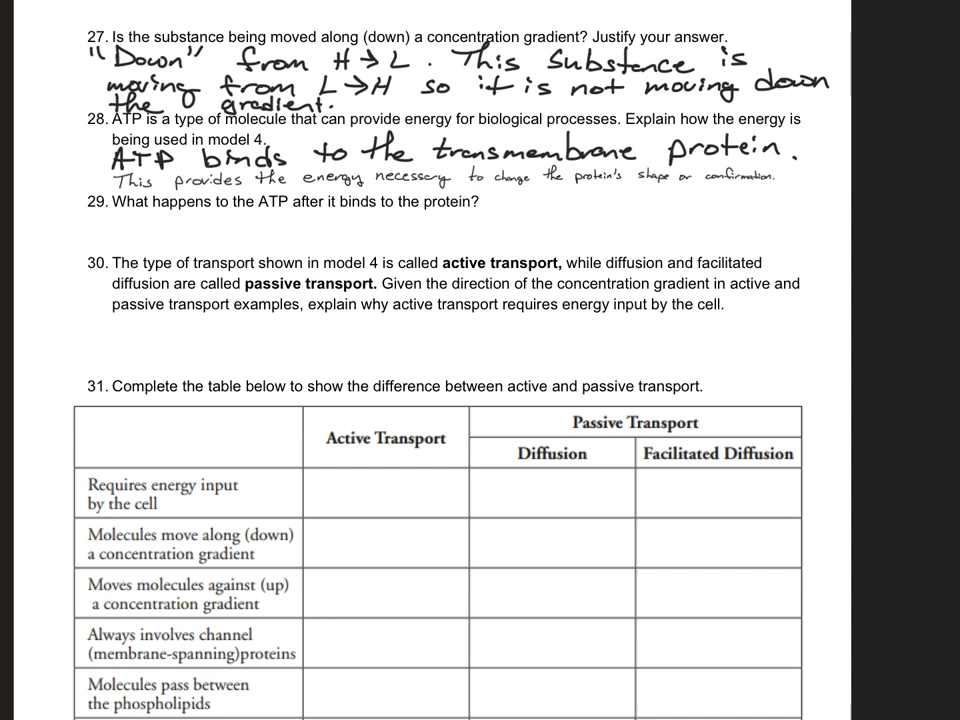 27. Is the substance being moved along (down) a concentration gradient? Justify your answer.
"Down" from H→L. This substance is
moving from L→H so it is not moving down
the gradient.
28. ATP is a type of molecule that can provide energy for biological processes. Explain how the energy is
being used in model 4.
ATP binds to the transmembrane protein.
This provides the energy necessary to change the protein's shape or confirmation.
29. What happens to the ATP after it binds to the protein?
30. The type of transport shown in model 4 is called active transport, while diffusion and facilitated
diffusion are called passive transport. Given the direction of the concentration gradient in active and
passive transport examples, explain why active transport requires energy input by the cell.
31. Complete the table below to show the difference between active and passive transport.
Active Transport
Passive Transport
Diffusion
Facilitated Diffusion
Requires energy input
by the cell
Molecules move along (down)
a concentration gradient
Moves molecules against (up)
a concentration gradient
Always involves channel
(membrane-spanning)proteins
Molecules pass between
the phospholipids